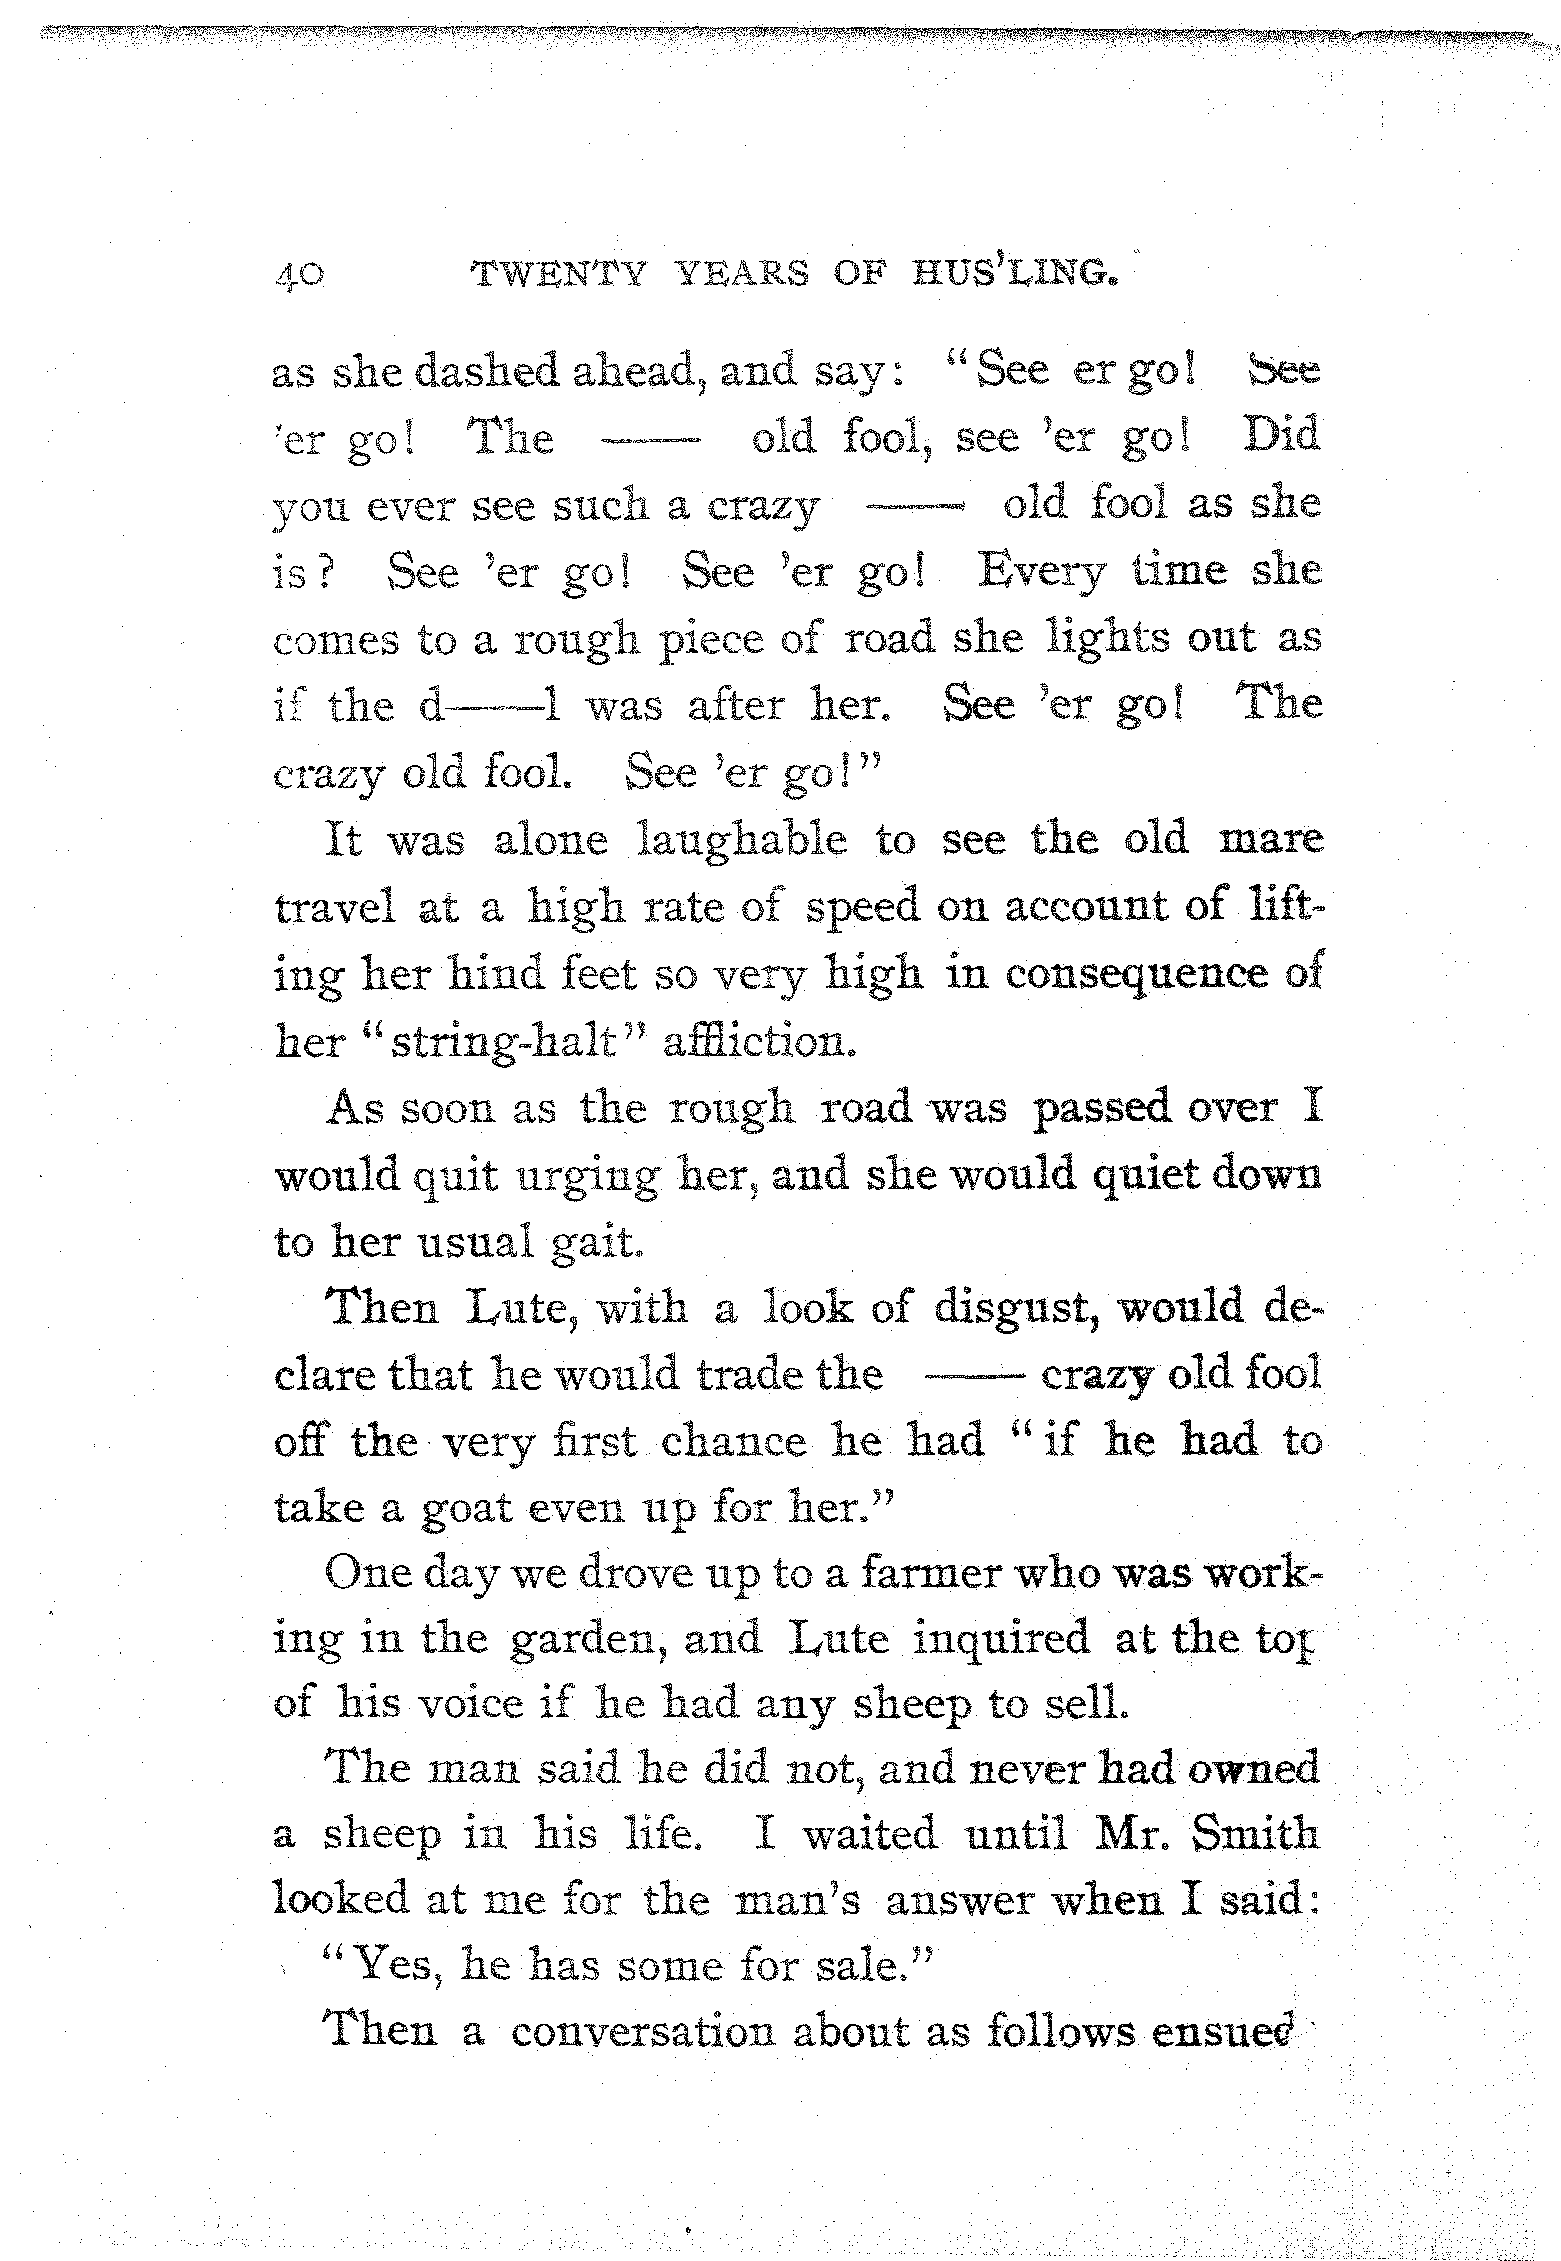 40 TWENTY YEARS OF HUS'LING.
as she dashed ahead, and say: "See er go! See
'er go! The —— old fool, see 'er go! Did
you ever see such a crazy —— old fool as she
is? See 'er go! See 'er go! Every time she
comes to a rough piece of road she lights out as
if the d——l was after her. See 'er go! The
crazy old fool. See 'er go!"
It was alone laughable to see the old mare
travel at a high rate of speed on account of lift-
ing her hind feet so very high in consequence of
her "string-halt" affliction.
As soon as the rough road was passed over I
would quit urging her, and she would quiet down
to her usual gait.
Then Lute, with a look of disgust, would de-
clare that he would trade the —— crazy old fool
off the very first chance he had "if he had to
take a goat even up for her."
One day we drove up to a farmer who was work-
ing in the garden, and Lute inquired at the top
of his voice if he had any sheep to sell.
The man said he did not, and never had owned
a sheep in his life. I waited until Mr. Smith
looked at me for the man's answer when I said:
"Yes, he has some for sale."
Then a conversation about as follows ensued